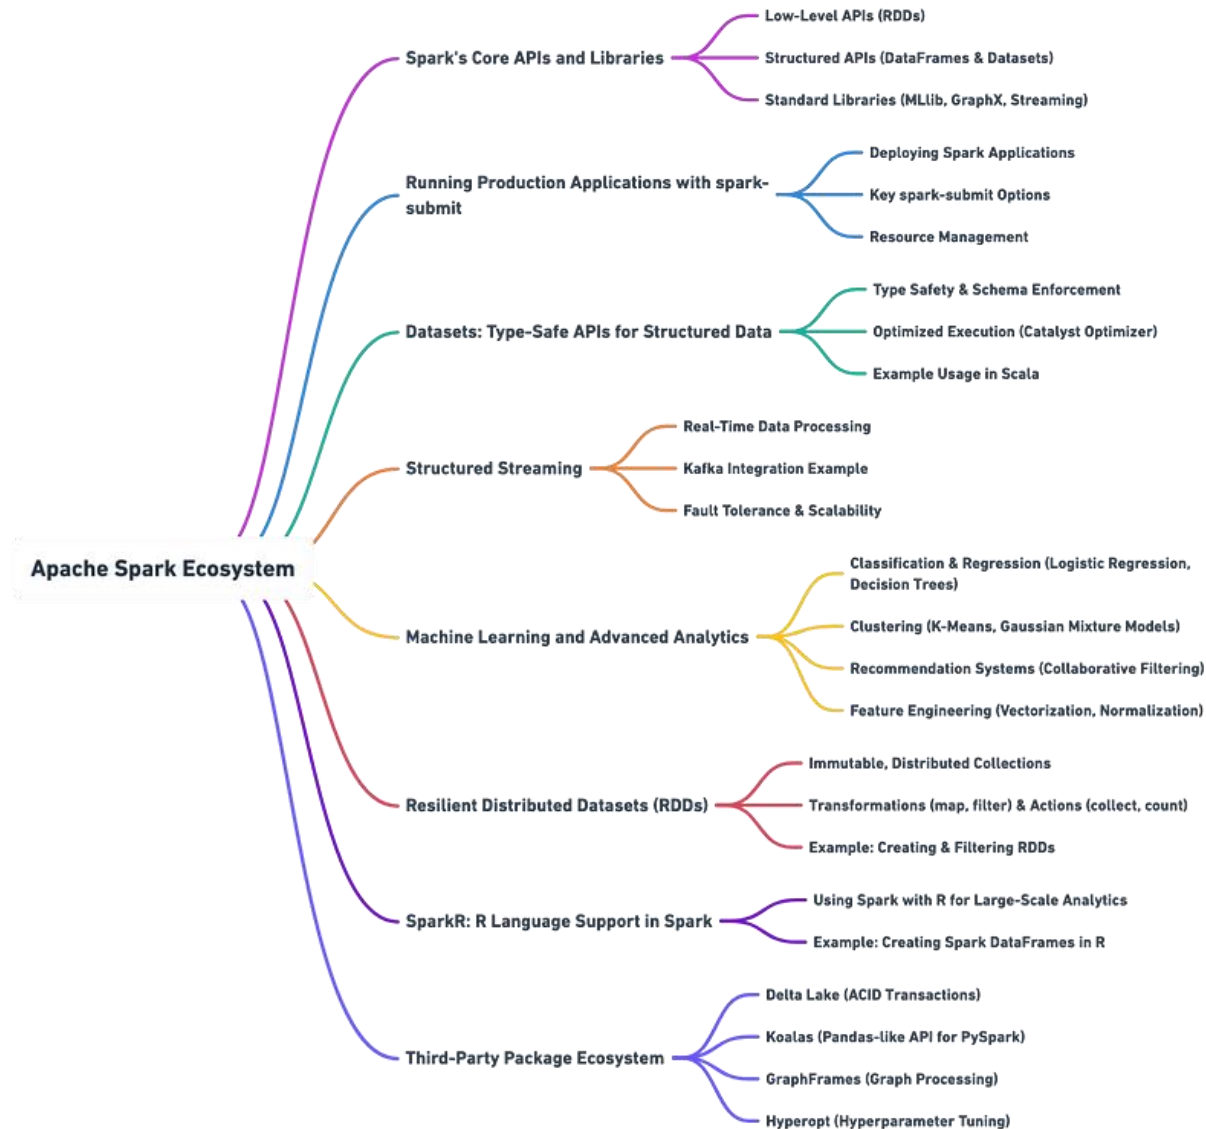 Apache Spark Ecosystem
Spark's Core APIs and Libraries
Low-Level APIs (RDDs)
Structured APIs (DataFrames & Datasets)
Standard Libraries (MLlib, GraphX, Streaming)
Running Production Applications with spark-
submit
Deploying Spark Applications
Key spark-submit Options
Resource Management
Datasets: Type-Safe APIs for Structured Data
Type Safety & Schema Enforcement
Optimized Execution (Catalyst Optimizer)
Example Usage in Scala
Structured Streaming
Real-Time Data Processing
Kafka Integration Example
Fault Tolerance & Scalability
Machine Learning and Advanced Analytics
Classification & Regression (Logistic Regression,
Decision Trees)
Clustering (K-Means, Gaussian Mixture Models)
Recommendation Systems (Collaborative Filtering)
Feature Engineering (Vectorization, Normalization)
Resilient Distributed Datasets (RDDs)
Immutable, Distributed Collections
Transformations (map, filter) & Actions (collect, count)
Example: Creating & Filtering RDDs
SparkR: R Language Support in Spark
Using Spark with R for Large-Scale Analytics
Example: Creating Spark DataFrames in R
Third-Party Package Ecosystem
Delta Lake (ACID Transactions)
Koalas (Pandas-like API for PySpark)
GraphFrames (Graph Processing)
Hyperopt (Hyperparameter Tuning)